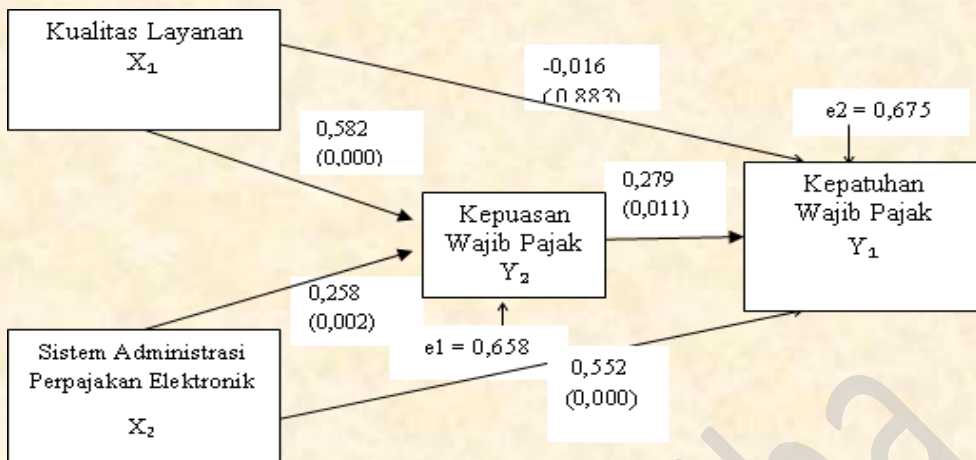 Kualitas Layanan
X₁
-0,016
(0,883)
e2 = 0,675
0,582
(0,000)
Kepuasan
Wajib Pajak
Y₂
0,279
(0,011)
Kepatuhan
Wajib Pajak
Y₁
0,258
(0,002)
e1 = 0,658
Sistem Administrasi
Perpajakan Elektronik
X₂
0,552
(0,000)